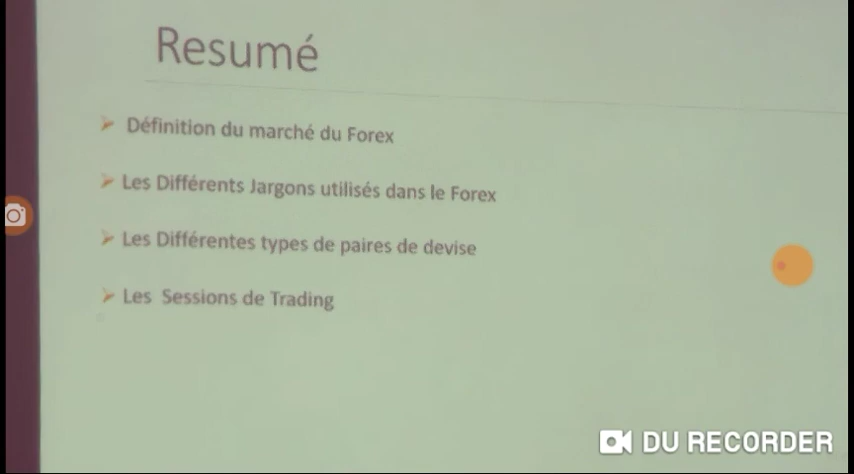 Resumé
Définition du marché du Forex
Les Différents Jargons utilisés dans le Forex
Les Différentes types de paires de devise
Les Sessions de Trading
DU RECORDER